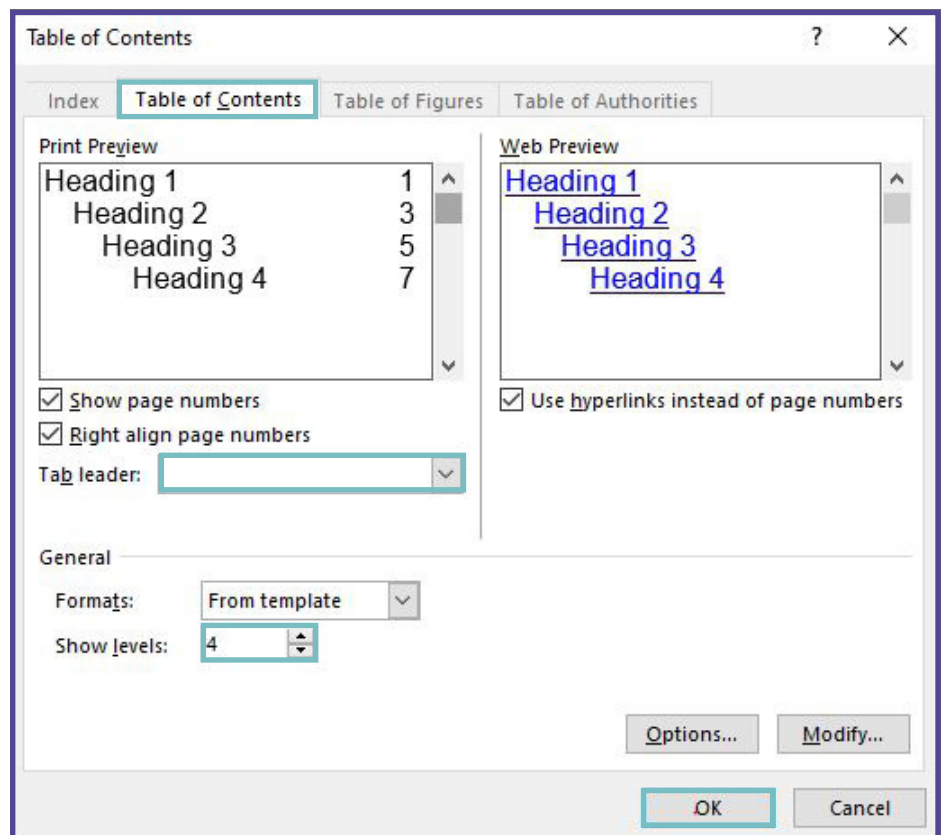 Table of Contents ?
Index Table of Contents Table of Figures Table of Authorities
Print Preview
Heading 1 1
Heading 2 3
Heading 3 5
Heading 4 7
Show page numbers
Right align page numbers
Tab leader:
Web Preview
Heading 1
Heading 2
Heading 3
Heading 4
Use hyperlinks instead of page numbers
General
Formats: From template
Show levels: 4
Options... Modify...
OK Cancel